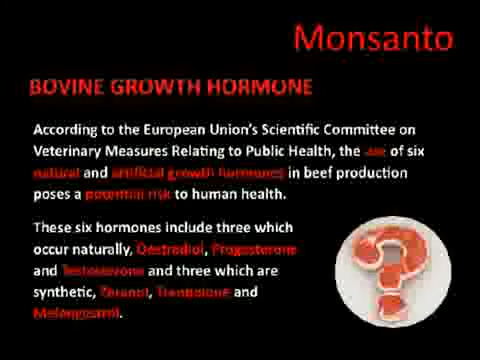 Monsanto
BOVINE GROWTH HORMONE
According to the European Union's Scientific Committee on
Veterinary Measures Relating to Public Health, the use of six
natural and artificial growth hormones in beef production
poses a potential risk to human health.
These six hormones include three which
occur naturally, Oestradiol, Progesterone
and Testosterone and three which are
synthetic, Zeranol, Trenbolone and